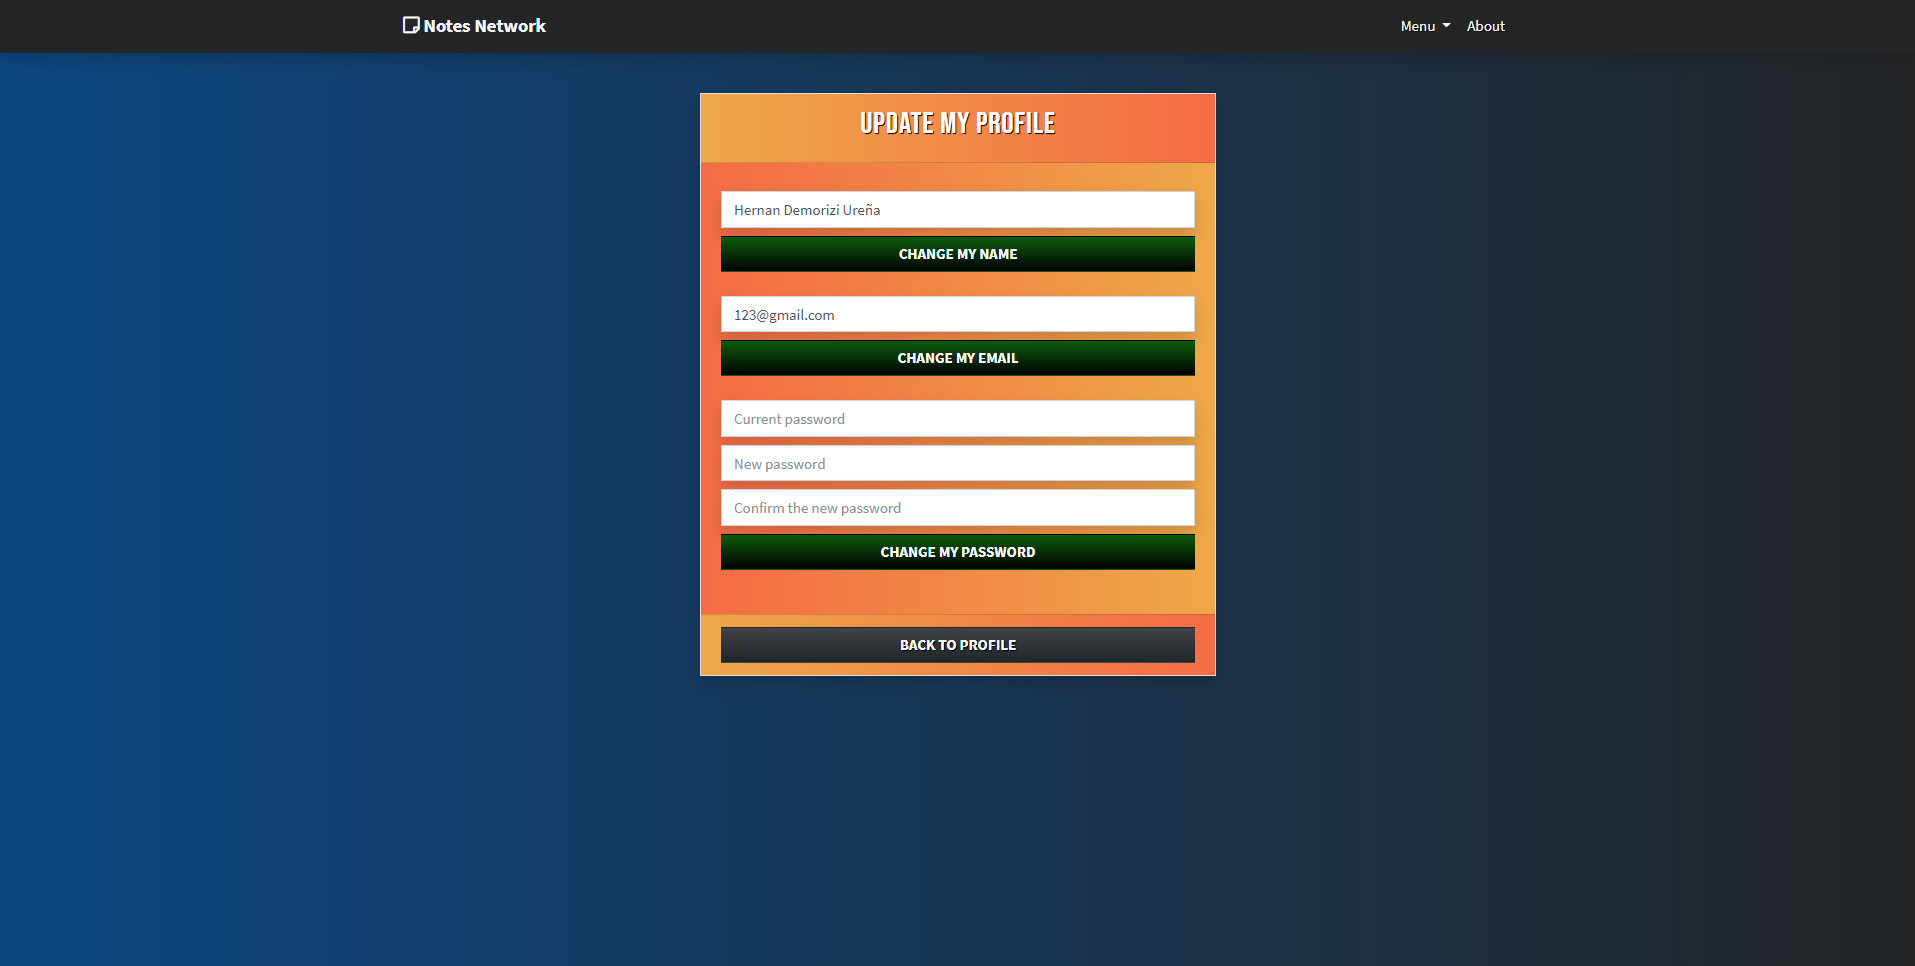 Notes Network
Menu
About
UPDATE MY PROFILE
Hernan Demorizi Ureña
CHANGE MY NAME
123@gmail.com
CHANGE MY EMAIL
Current password
New password
Confirm the new password
CHANGE MY PASSWORD
BACK TO PROFILE